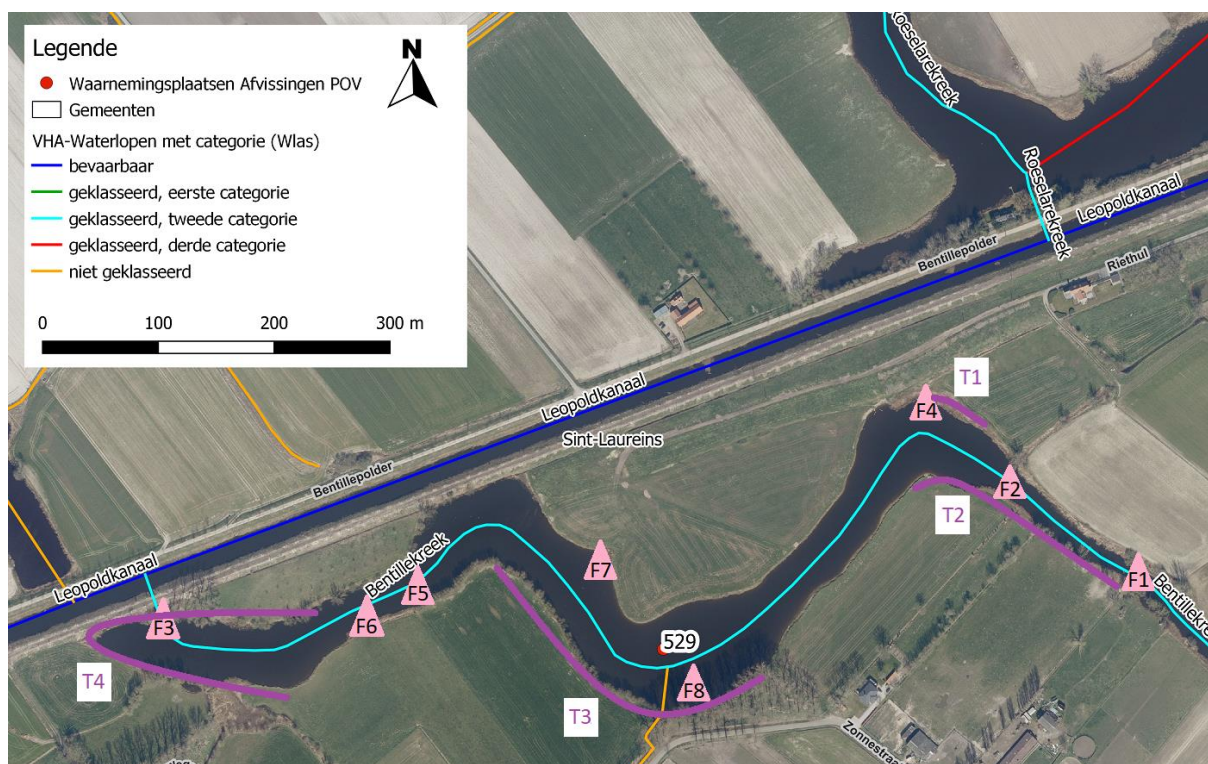 Legende
N
Waarnemingsplaatsen Afvissingen POV
Gemeenten
VHA-Waterlopen met categorie (Wlas)
bevaarbaar
geklasseerd, eerste categorie
geklasseerd, tweede categorie
geklasseerd, derde categorie
niet geklasseerd
0 100 200 300 m
Roeselarekreek
Roeselarekreek
Leopoldkanaal
Bentillepolder
Riethul
T1
F4
Leopoldkanaal
Sint-Laureins
Bentillepolder
F2
T2
F7
F1
Bentillekreek
Bentillekreek
F5
Leopoldkanaal
F6
F3
529
T4
F8
T3
Zonnestraat